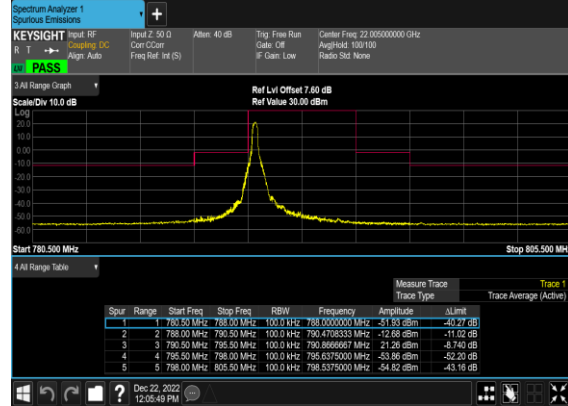 Spectrum Analyzer 1
Spurious Emissions
+
KEYSIGHT Input: RF Input Z: 50 Ω Atten: 40 dB Trig: Free Run Center Freq: 22.005000000 GHz
R T Coupling: DC Corr CCorr Gate: Off Avg|Hold: 100/100
Align: Auto Freq Ref: Int (S) IF Gain: Low Radio Std: None
PASS
3 All Range Graph
Ref Lvl Offset 7.60 dB
Scale/Div 10.0 dB Ref Value 30.00 dBm
Log
20.0
10.0
0.00
-10.0
-20.0
-30.0
-40.0
-50.0
-60.0
Start 780.500 MHz Stop 805.500 MHz
4 All Range Table
Measure Trace Trace 1
Trace Type Trace Average (Active)
Spur Range Start Freq Stop Freq RBW Frequency Amplitude ΔLimit
1 1 780.50 MHz 788.00 MHz 100.0 kHz 788.0000000 MHz -51.93 dBm -40.27 dB
2 2 788.00 MHz 790.50 MHz 100.0 kHz 790.4708333 MHz -12.68 dBm -11.02 dB
3 3 790.50 MHz 795.50 MHz 100.0 kHz 790.8666667 MHz 21.26 dBm -8.740 dB
4 4 795.50 MHz 798.00 MHz 100.0 kHz 795.6375000 MHz -53.86 dBm -52.20 dB
5 5 798.00 MHz 805.50 MHz 100.0 kHz 798.5375000 MHz -54.82 dBm -43.16 dB
? Dec 22, 2022
12:05:49 PM